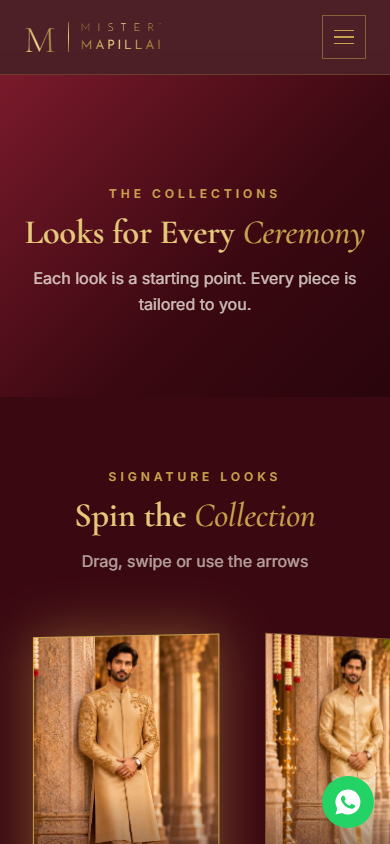 M
MISTER
MAPILLAI
THE COLLECTIONS
Looks for Every Ceremony
Each look is a starting point. Every piece is
tailored to you.
SIGNATURE LOOKS
Spin the Collection
Drag, swipe or use the arrows